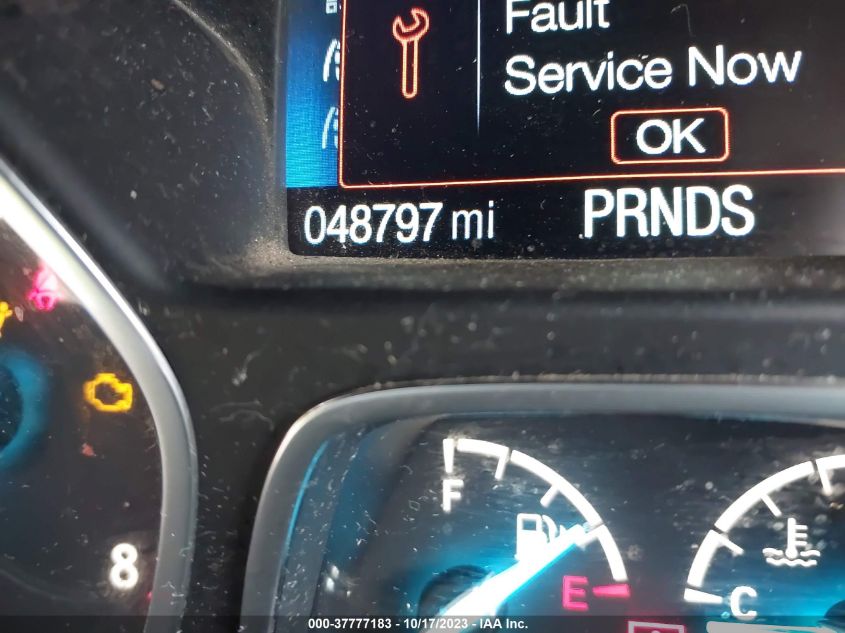 Fault
Service Now
OK
048797 mi
PRNDS
8
F
E
C
000-37777183 - 10/17/2023 - IAA Inc.